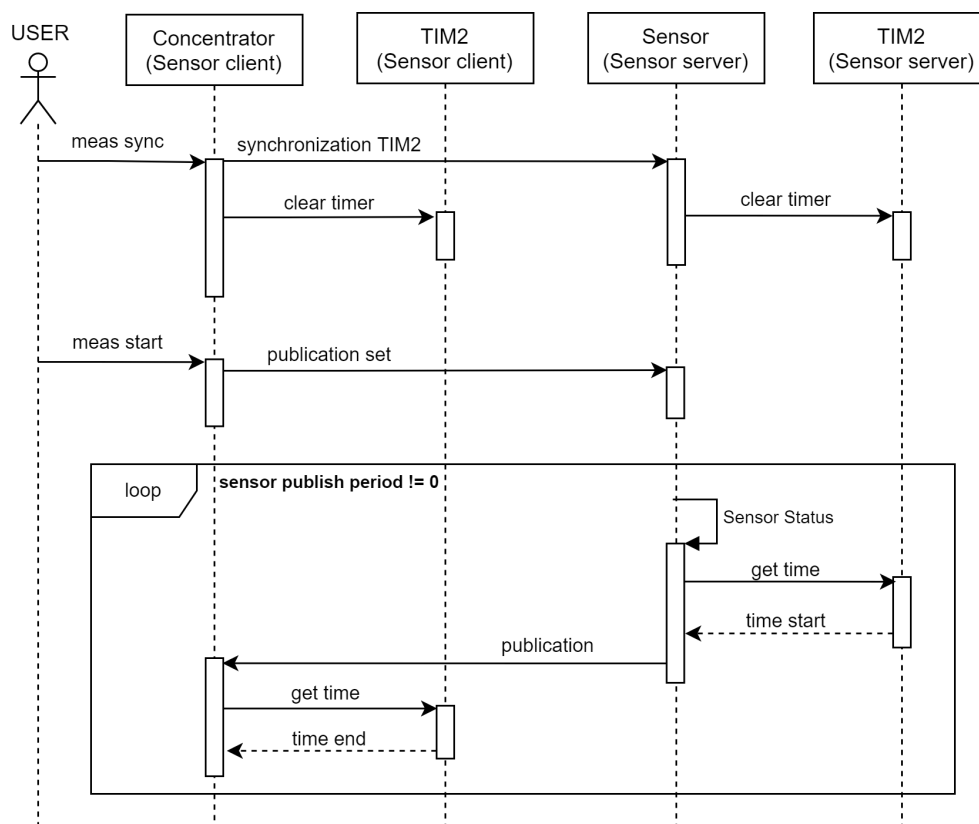 USER
Concentrator
(Sensor client)
TIM2
(Sensor client)
Sensor
(Sensor server)
TIM2
(Sensor server)
meas sync
synchronization TIM2
clear timer
clear timer
meas start
publication set
loop
sensor publish period != 0
Sensor Status
get time
time start
publication
get time
time end